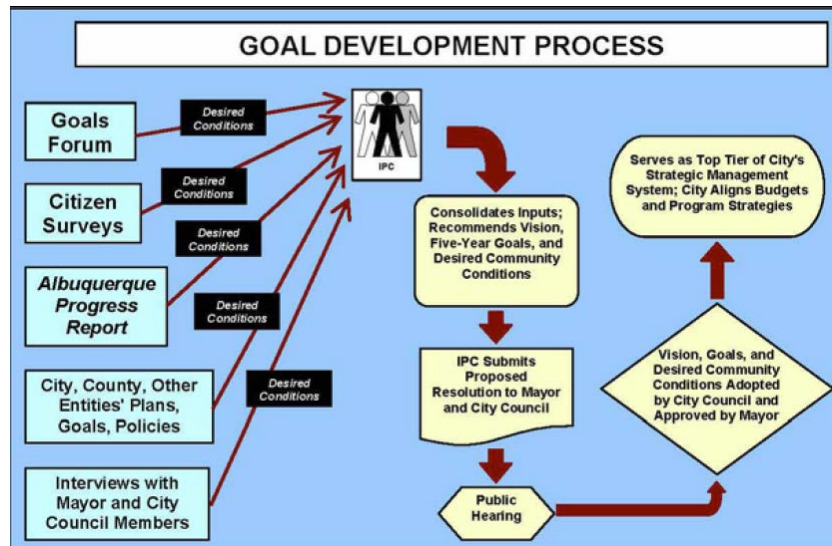 GOAL DEVELOPMENT PROCESS
Goals
Forum
Desired
Conditions
IPC
Citizen
Surveys
Desired
Conditions
Albuquerque
Progress
Report
Desired
Conditions
City, County, Other
Entities' Plans,
Goals, Policies
Desired
Conditions
Interviews with
Mayor and City
Council Members
Desired
Conditions
Consolidates Inputs;
Recommends Vision,
Five-Year Goals, and
Desired Community
Conditions
IPC Submits
Proposed
Resolution to Mayor
and City Council
Public
Hearing
Vision, Goals, and
Desired Community
Conditions Adopted
by City Council and
Approved by Mayor
Serves as Top Tier of City's
Strategic Management
System; City Aligns Budgets
and Program Strategies